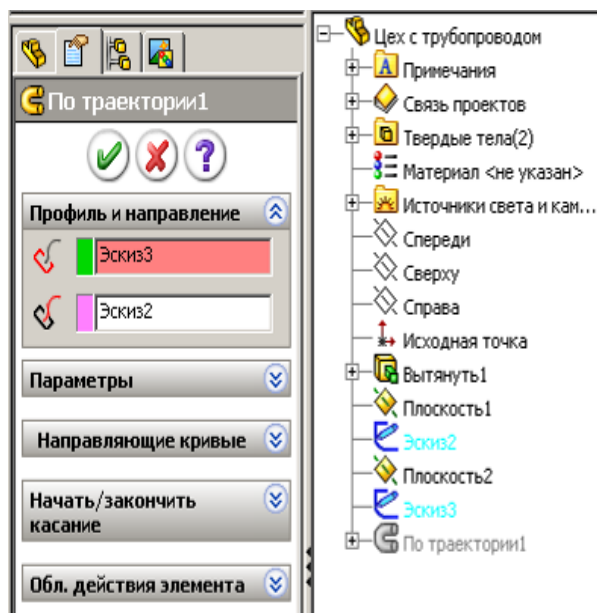 По траектории1
?
Профиль и направление
Эскиз3
Эскиз2
Параметры
Направляющие кривые
Начать/закончить
касание
Обл. действия элемента
Цех с трубопроводом
A Примечания
Связь проектов
Твердые тела(2)
Материал <не указан>
Источники света и кам...
Спереди
Сверху
Справа
Исходная точка
Вытянуть1
Плоскость1
Эскиз2
Плоскость2
Эскиз3
По траектории1